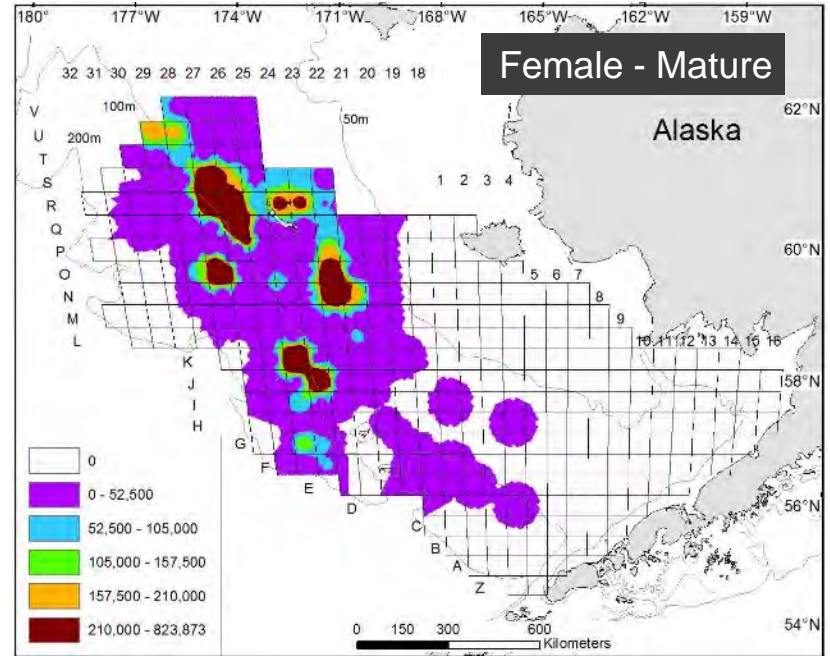 180° 177°W 174°W 171°W 168°W 165°W 162°W 159°W
Female - Mature
32 31 30 29 28 27 26 25 24 23 22 21 20 19 18
100m
50m
200m
62°N
Alaska
V
U
T
S
R
Q
P
O
N
M
L
1 2 3 4
60°N
5 6 7
8
9
10 11 12 13 14 15 16
58°N
K
J
I
H
G
F
E
D
C
B
A
Z
56°N
54°N
0
0 - 52,500
52,500 - 105,000
105,000 - 157,500
157,500 - 210,000
210,000 - 823,873
0 150 300 600
Kilometers